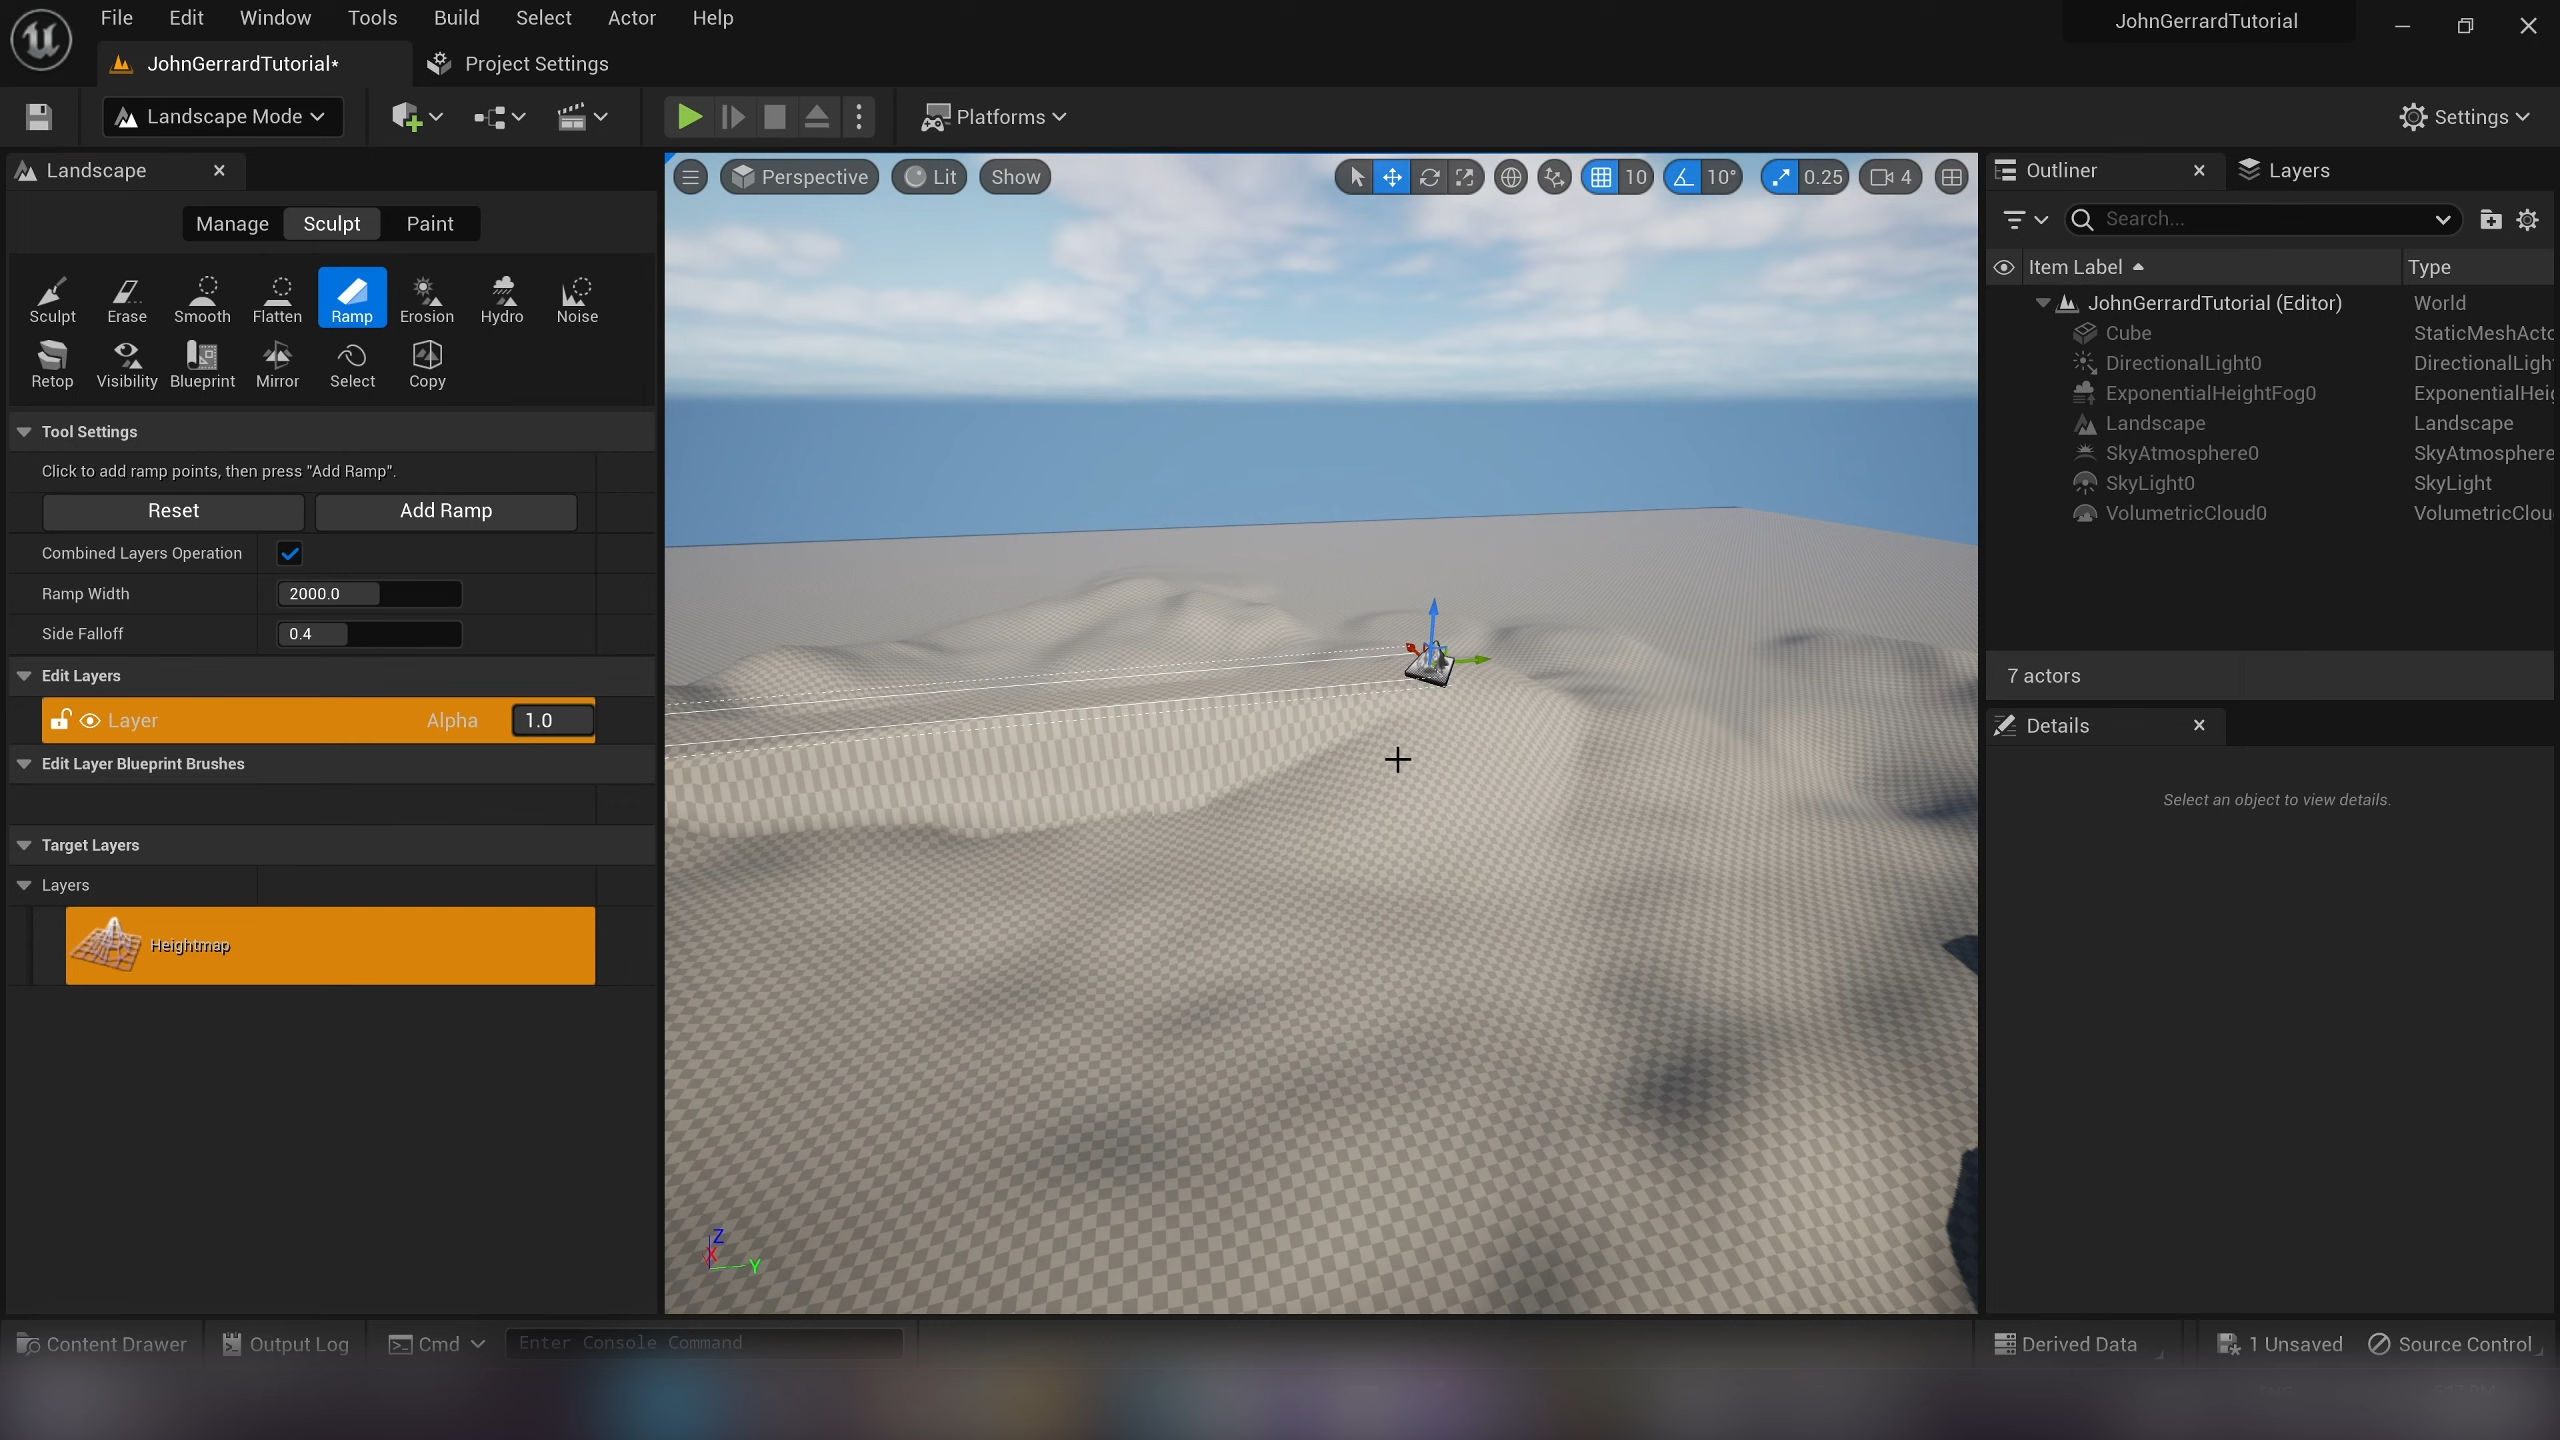 File Edit Window Tools Build Select Actor Help
JohnGerrardTutorial
JohnGerrardTutorial*
Project Settings
Landscape Mode
Platforms
Settings
Landscape
Perspective
Lit
Show
10
10°
0.25
4
Outliner
Layers
Manage Sculpt Paint
Search...
Item Label
Type
Sculpt Erase Smooth Flatten Ramp Erosion Hydro Noise
Retop Visibility Blueprint Mirror Select Copy
JohnGerrardTutorial (Editor) World
Cube StaticMeshActo
DirectionalLight0 DirectionalLigh
ExponentialHeightFog0 ExponentialHei
Landscape Landscape
SkyAtmosphere0 SkyAtmosphere
SkyLight0 SkyLight
VolumetricCloud0 VolumetricClou
7 actors
Tool Settings
Click to add ramp points, then press "Add Ramp".
Reset
Add Ramp
Combined Layers Operation
Ramp Width 2000.0
Side Falloff 0.4
Edit Layers
Layer Alpha 1.0
Edit Layer Blueprint Brushes
Target Layers
Layers
Heightmap
Details
Select an object to view details.
Z
X
Y
Content Drawer
Output Log
Cmd
Enter Console Command
Derived Data
1 Unsaved
Source Control